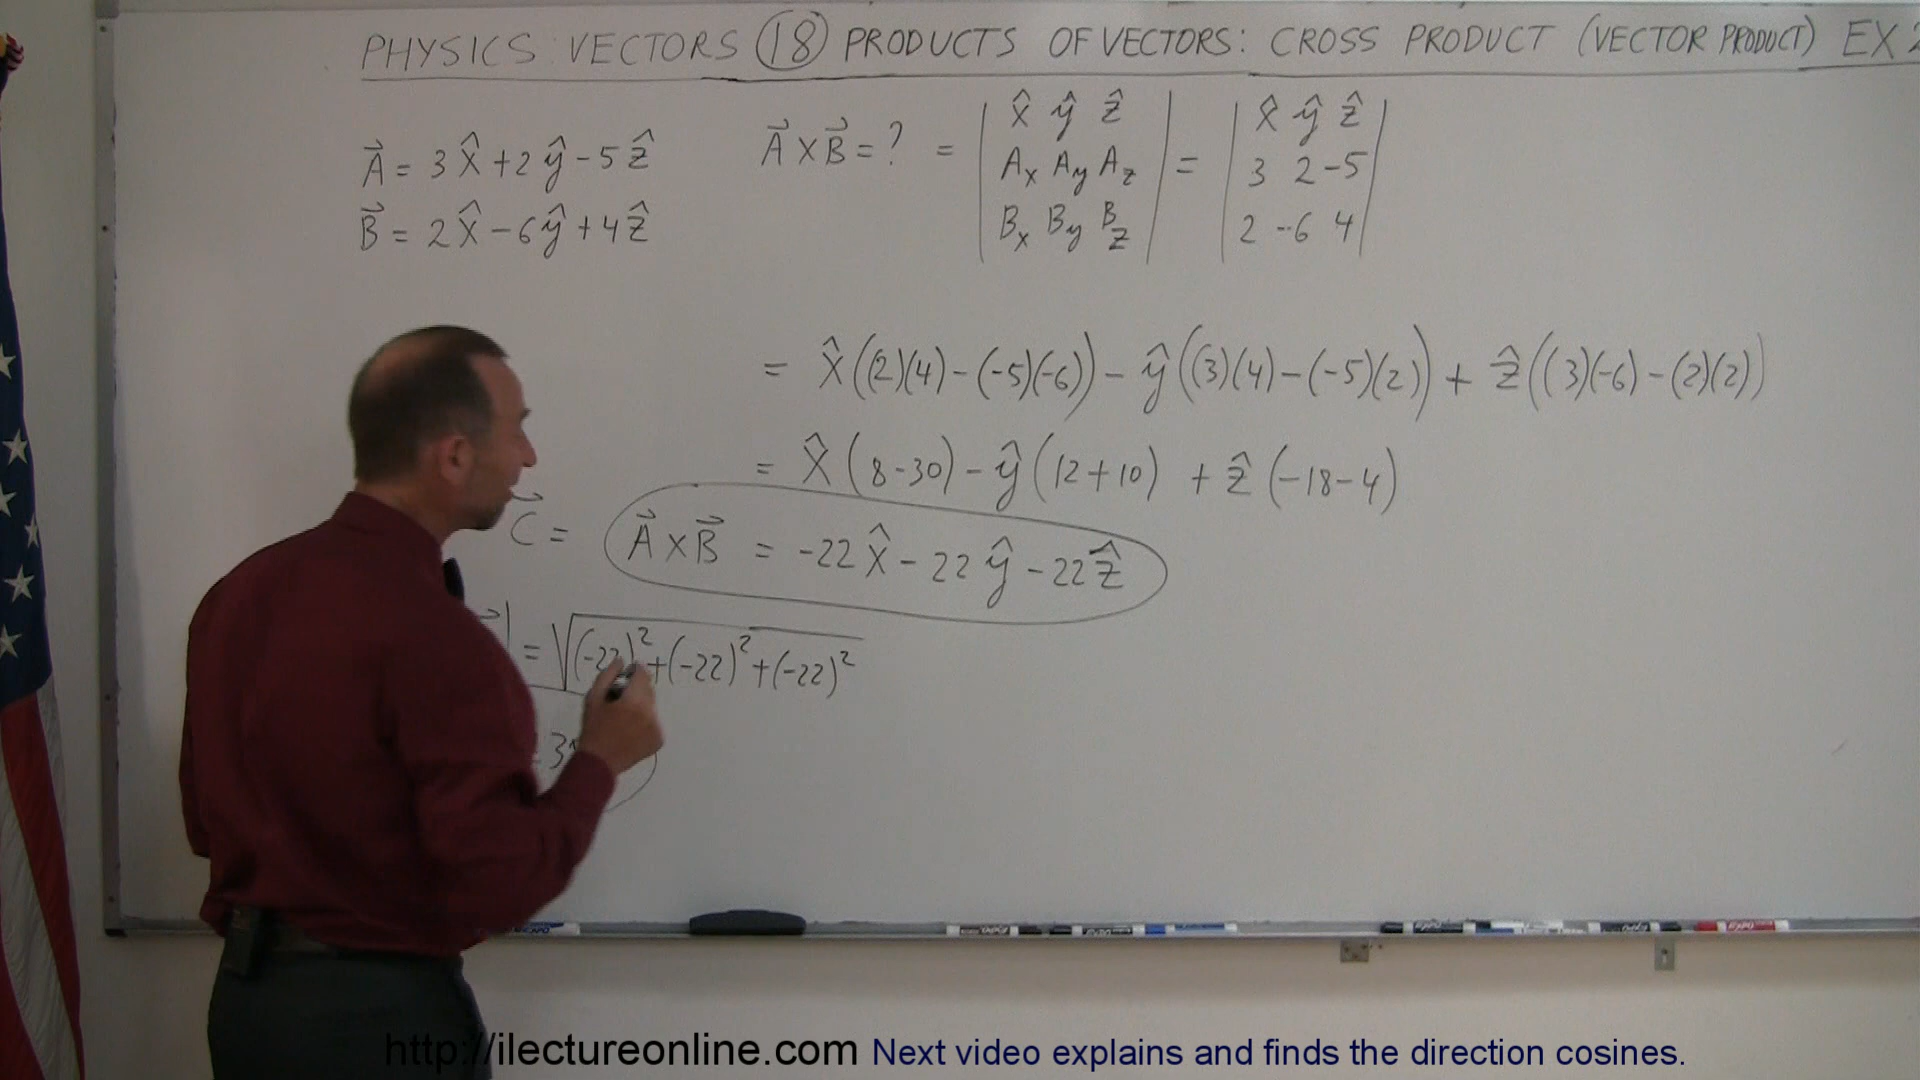 PHYSICS: VECTORS (18) PRODUCTS OF VECTORS: CROSS PRODUCT (VECTOR PRODUCT) EX 2
A⃗ = 3x̂ + 2ŷ - 5ẑ
B⃗ = 2x̂ - 6ŷ + 4ẑ
A⃗ × B⃗ = ? = | x̂ ŷ ẑ | = | x̂ ŷ ẑ |
| Ax Ay Az | | 3 2 -5 |
| Bx By Bz | | 2 -6 4 |
= x̂((2)(4) - (-5)(-6)) - ŷ((3)(4) - (-5)(2)) + ẑ((3)(-6) - (2)(2))
= x̂(8-30) - ŷ(12+10) + ẑ(-18-4)
C⃗ = A⃗ × B⃗ = -22x̂ - 22ŷ - 22ẑ
| = √(-22)² + (-22)² + (-22)²
http://ilectureonline.com Next video explains and finds the direction cosines.